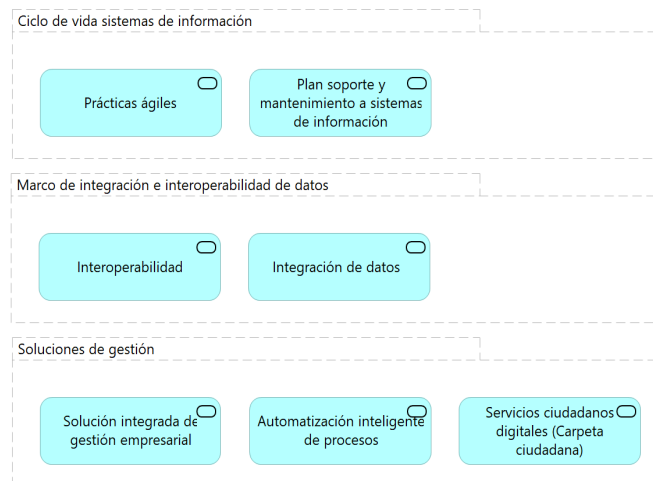 Ciclo de vida sistemas de información
Prácticas ágiles
Plan soporte y
mantenimiento a sistemas
de información
Marco de integración e interoperabilidad de datos
Interoperabilidad
Integración de datos
Soluciones de gestión
Solución integrada de
gestión empresarial
Automatización inteligente
de procesos
Servicios ciudadanos
digitales (Carpeta
ciudadana)